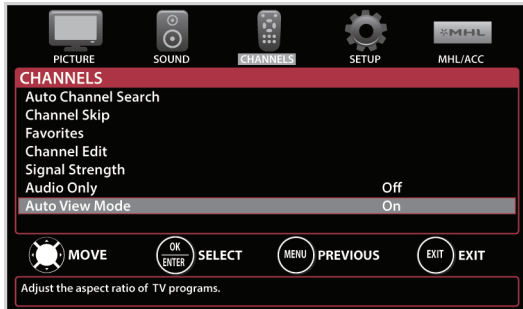 MHL
PICTURE SOUND CHANNELS SETUP MHL/ACC
CHANNELS
Auto Channel Search
Channel Skip
Favorites
Channel Edit
Signal Strength
Audio Only Off
Auto View Mode On
MOVE OK ENTER SELECT MENU PREVIOUS EXIT EXIT
Adjust the aspect ratio of TV programs.